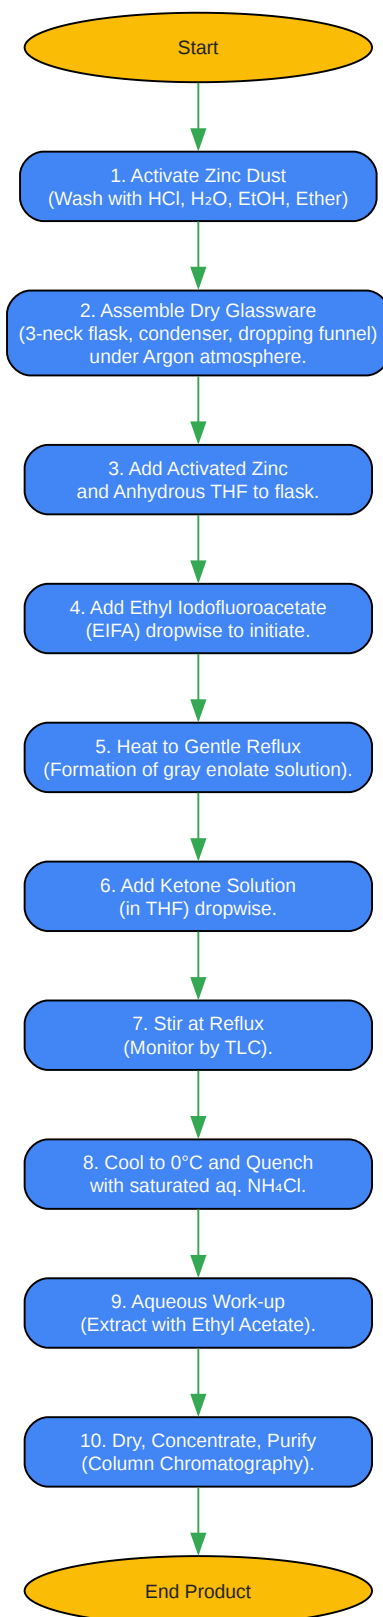 Start
1. Activate Zinc Dust
(Wash with HCl, H₂O, EtOH, Ether)
2. Assemble Dry Glassware
(3-neck flask, condenser, dropping funnel)
under Argon atmosphere.
3. Add Activated Zinc
and Anhydrous THF to flask.
4. Add Ethyl Iodofluoroacetate
(EIFA) dropwise to initiate.
5. Heat to Gentle Reflux
(Formation of gray enolate solution).
6. Add Ketone Solution
(in THF) dropwise.
7. Stir at Reflux
(Monitor by TLC).
8. Cool to 0°C and Quench
with saturated aq. NH₄Cl.
9. Aqueous Work-up
(Extract with Ethyl Acetate).
10. Dry, Concentrate, Purify
(Column Chromatography).
End Product